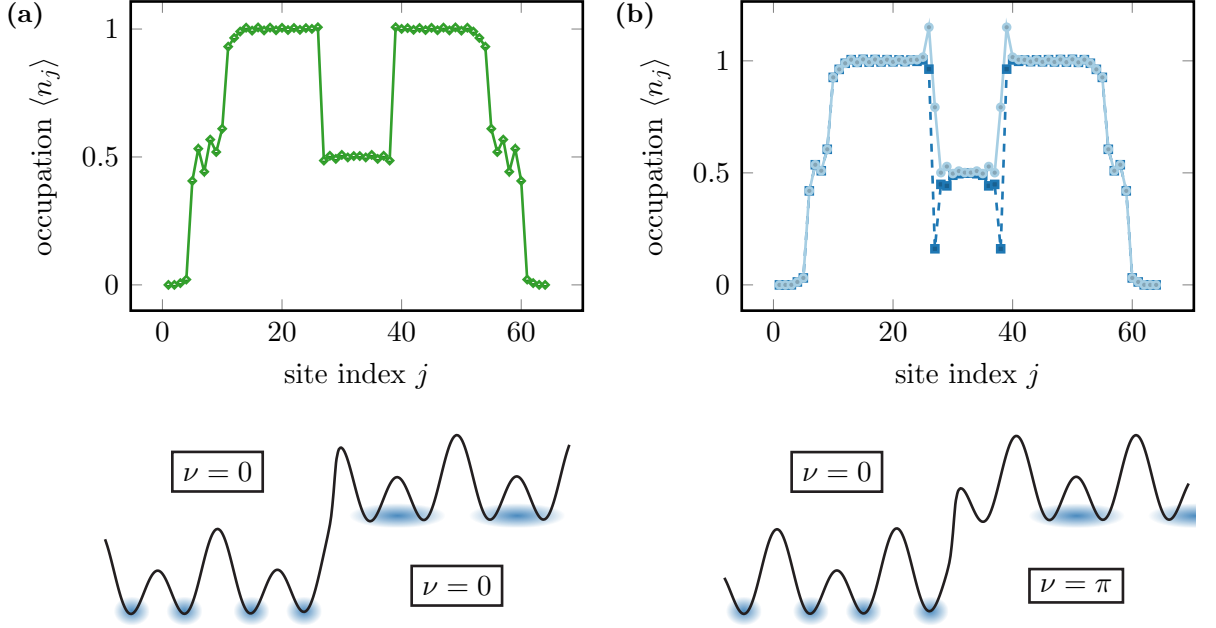 (a)
occupation ⟨n_j⟩
1
0.5
0
0 20 40 60
site index j
ν = 0
ν = 0
(b)
occupation ⟨n_j⟩
1
0.5
0
0 20 40 60
site index j
ν = 0
ν = π